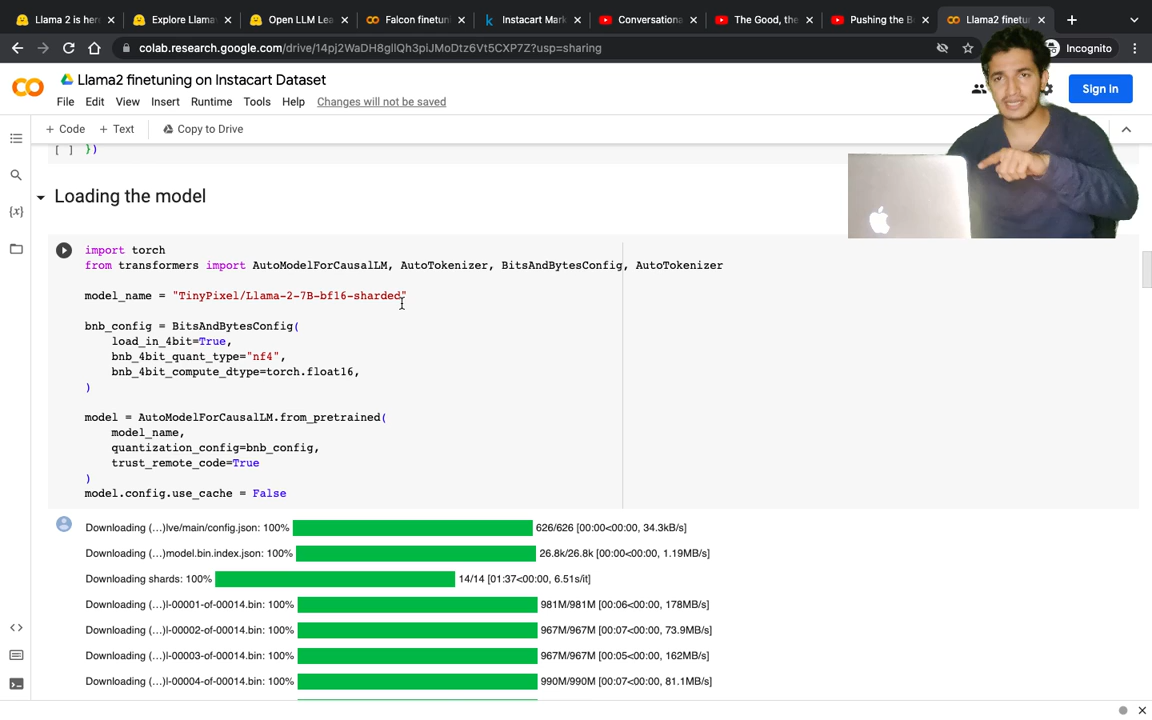 Llama 2 is here
Explore Llama
Open LLM Lea
Falcon finetun
Instacart Mark
Conversationa
The Good, the
Pushing the B
Llama2 finetu
colab.research.google.com/drive/14pj2WaDH8gIlQh3piJMoDtz6Vt5CXP7Z?usp=sharing
Incognito
Llama2 finetuning on Instacart Dataset
File Edit View Insert Runtime Tools Help Changes will not be saved
Sign in
+ Code + Text Copy to Drive
[ ] })
Loading the model
import torch
from transformers import AutoModelForCausalLM, AutoTokenizer, BitsAndBytesConfig, AutoTokenizer
model_name = "TinyPixel/Llama-2-7B-bf16-sharded"
bnb_config = BitsAndBytesConfig(
load_in_4bit=True,
bnb_4bit_quant_type="nf4",
bnb_4bit_compute_dtype=torch.float16,
)
model = AutoModelForCausalLM.from_pretrained(
model_name,
quantization_config=bnb_config,
trust_remote_code=True
)
model.config.use_cache = False
Downloading (…)lve/main/config.json: 100% 626/626 [00:00<00:00, 34.3kB/s]
Downloading (…)model.bin.index.json: 100% 26.8k/26.8k [00:00<00:00, 1.19MB/s]
Downloading shards: 100% 14/14 [01:37<00:00, 6.51s/it]
Downloading (…)l-00001-of-00014.bin: 100% 981M/981M [00:06<00:00, 178MB/s]
Downloading (…)l-00002-of-00014.bin: 100% 967M/967M [00:07<00:00, 73.9MB/s]
Downloading (…)l-00003-of-00014.bin: 100% 967M/967M [00:05<00:00, 162MB/s]
Downloading (…)l-00004-of-00014.bin: 100% 990M/990M [00:07<00:00, 81.1MB/s]